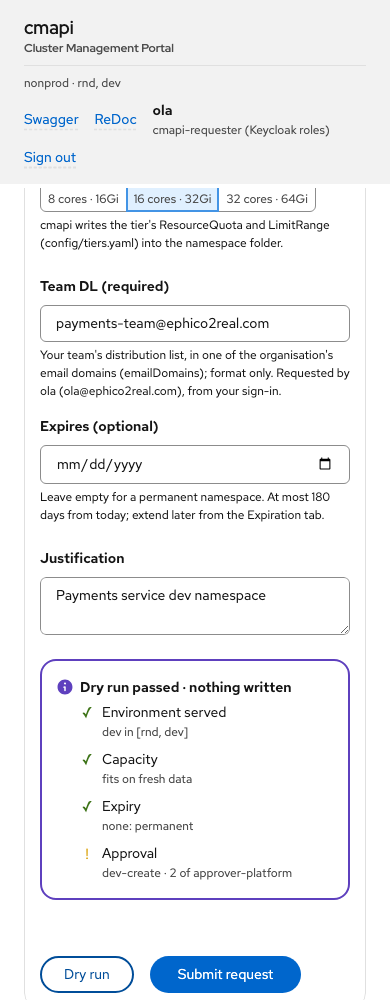 cmapi
Cluster Management Portal
nonprod · rnd, dev
Swagger ReDoc ola
cmapi-requester (Keycloak roles)
Sign out
8 cores · 16Gi 16 cores · 32Gi 32 cores · 64Gi
cmapi writes the tier's ResourceQuota and LimitRange
(config/tiers.yaml) into the namespace folder.
Team DL (required)
payments-team@ephico2real.com
Your team's distribution list, in one of the organisation's
email domains (emailDomains); format only. Requested by
ola (ola@ephico2real.com), from your sign-in.
Expires (optional)
mm/dd/yyyy
Leave empty for a permanent namespace. At most 180
days from today; extend later from the Expiration tab.
Justification
Payments service dev namespace
Dry run passed · nothing written
✓ Environment served
dev in [rnd, dev]
✓ Capacity
fits on fresh data
✓ Expiry
none: permanent
! Approval
dev-create · 2 of approver-platform
Dry run Submit request